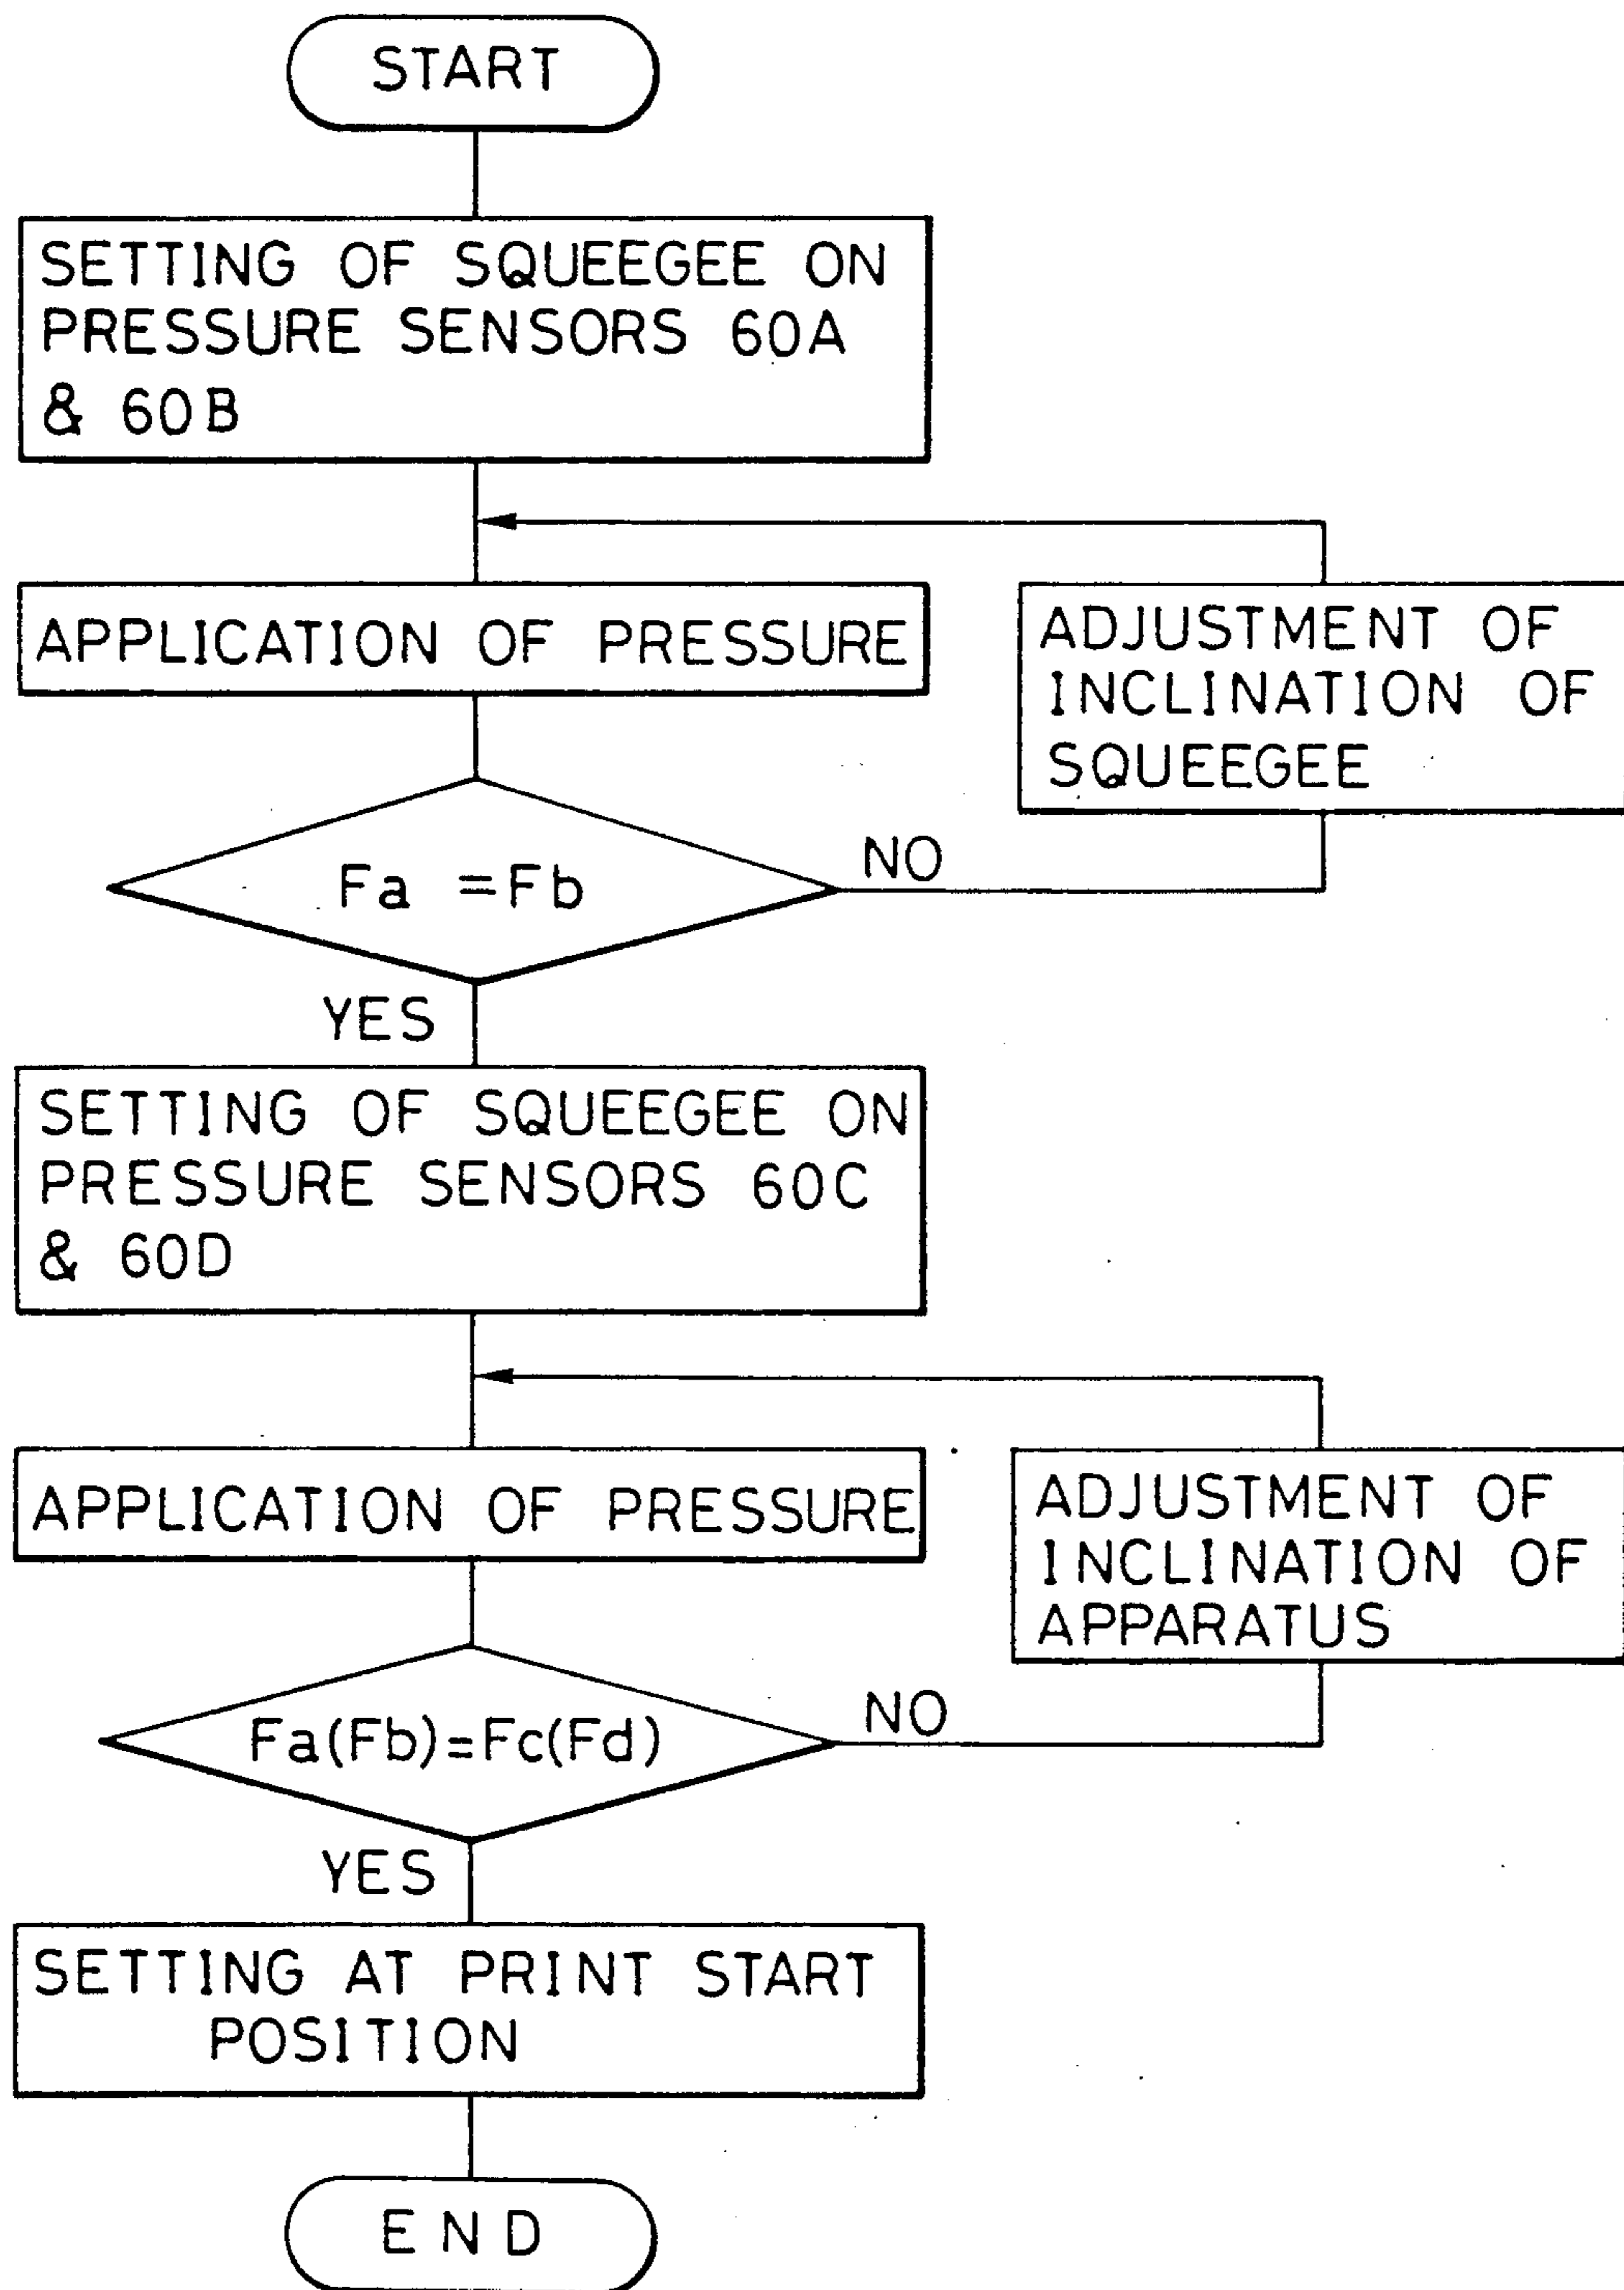 START
SETTING OF SQUEEGEE ON
PRESSURE SENSORS 60A
& 60B
APPLICATION OF PRESSURE
ADJUSTMENT OF
INCLINATION OF
SQUEEGEE
Fa =Fb
NO
YES
SETTING OF SQUEEGEE ON
PRESSURE SENSORS 60C
& 60D
APPLICATION OF PRESSURE
ADJUSTMENT OF
INCLINATION OF
APPARATUS
Fa(Fb)=Fc(Fd)
NO
YES
SETTING AT PRINT START
POSITION
END